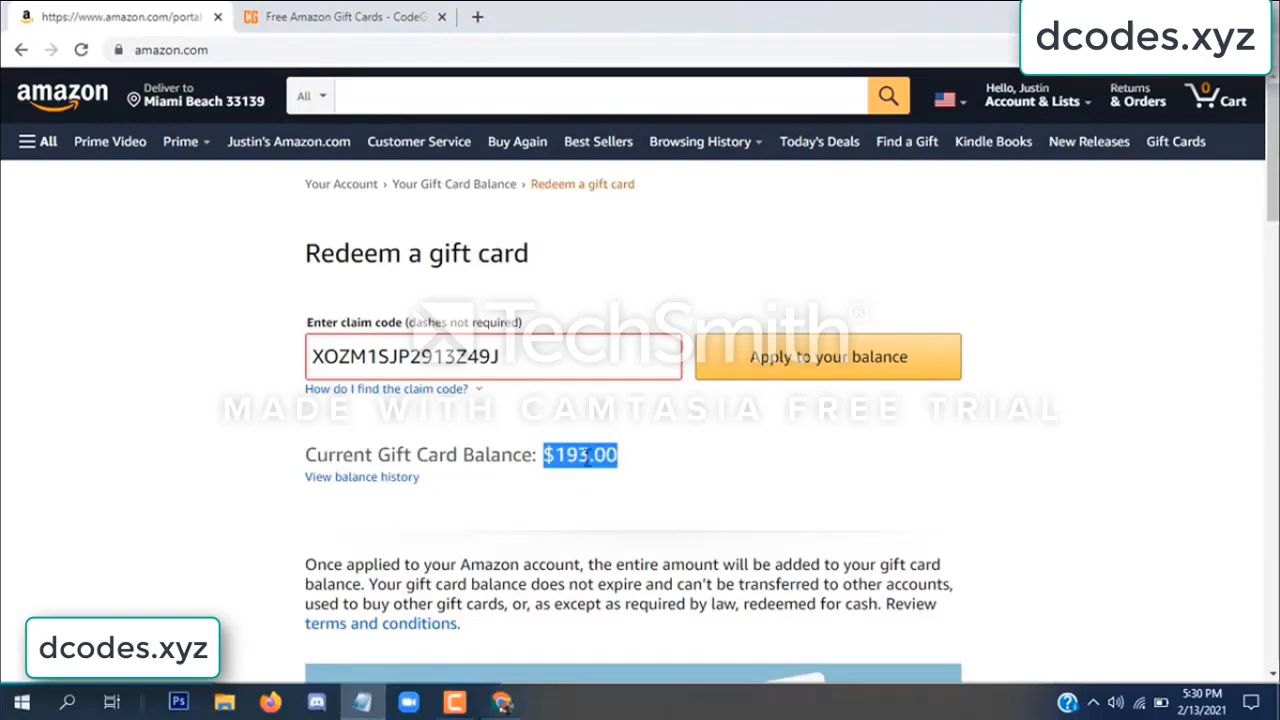 https://www.amazon.com/portal
Free Amazon Gift Cards - CodeG
dcodes.xyz
amazon.com
amazon
Deliver to
Miami Beach 33139
All
Hello, Justin
Account & Lists
Returns
& Orders
0
Cart
All
Prime Video
Prime
Justin's Amazon.com
Customer Service
Buy Again
Best Sellers
Browsing History
Today's Deals
Find a Gift
Kindle Books
New Releases
Gift Cards
Your Account › Your Gift Card Balance › Redeem a gift card
Redeem a gift card
Enter claim code (dashes not required)
TechSmith®
XOZM1SJP2913Z49J
Apply to your balance
How do I find the claim code?
MADE WITH CAMTASIA FREE TRIAL
Current Gift Card Balance: $193.00
View balance history
Once applied to your Amazon account, the entire amount will be added to your gift card
balance. Your gift card balance does not expire and can't be transferred to other accounts,
used to buy other gift cards, or, as except as required by law, redeemed for cash. Review
terms and conditions.
dcodes.xyz
Ps
5:30 PM
2/13/2021